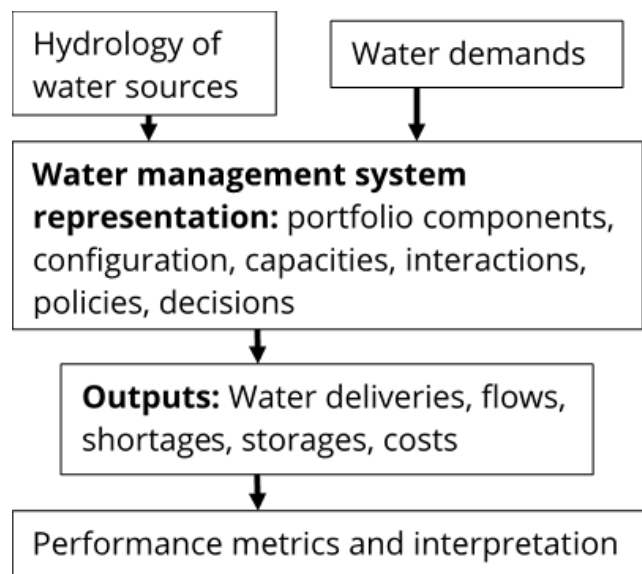 Hydrology of
water sources
Water demands
Water management system
representation: portfolio components,
configuration, capacities, interactions,
policies, decisions
Outputs: Water deliveries, flows,
shortages, storages, costs
Performance metrics and interpretation